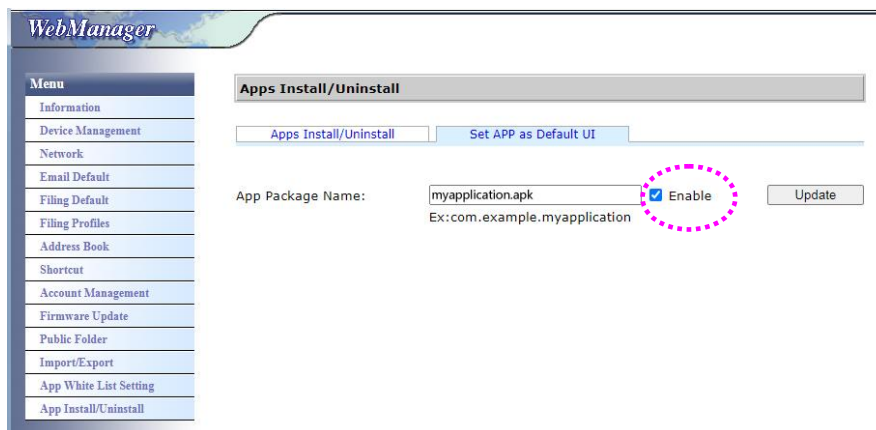 WebManager
Menu
Information
Device Management
Network
Email Default
Filing Default
Filing Profiles
Address Book
Shortcut
Account Management
Firmware Update
Public Folder
Import/Export
App White List Setting
App Install/Uninstall
Apps Install/Uninstall
Apps Install/Uninstall Set APP as Default UI
App Package Name: myapplication.apk Enable Update
Ex:com.example.myapplication